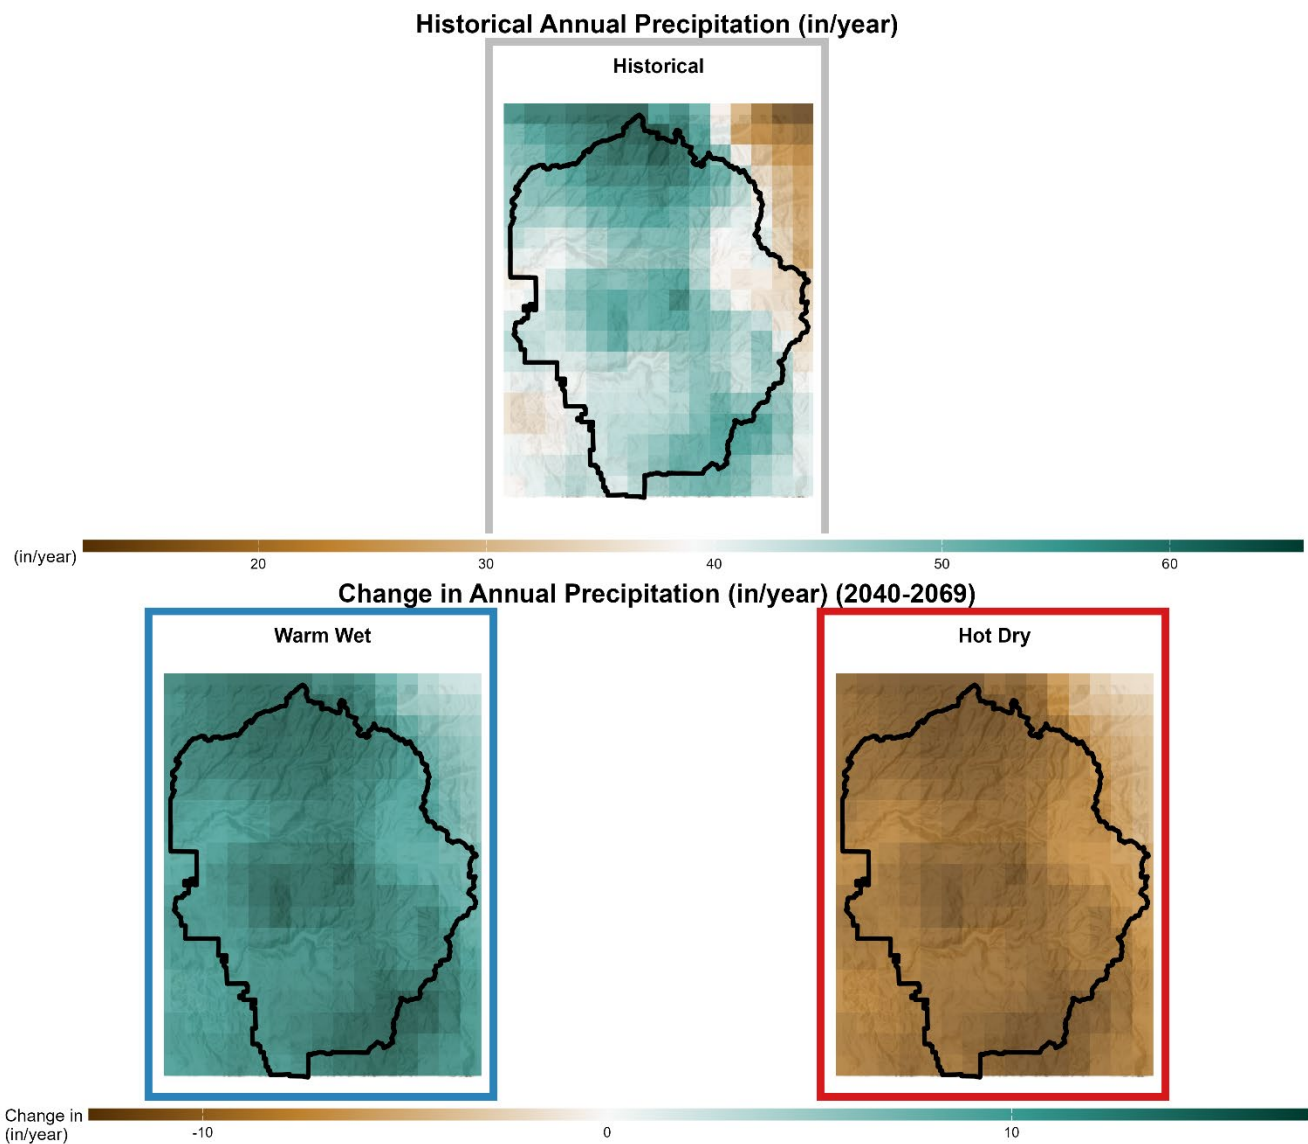 Historical Annual Precipitation (in/year)
Historical
(in/year)
20 30 40 50 60
Change in Annual Precipitation (in/year) (2040-2069)
Warm Wet
Hot Dry
Change in
(in/year)
-10 0 10